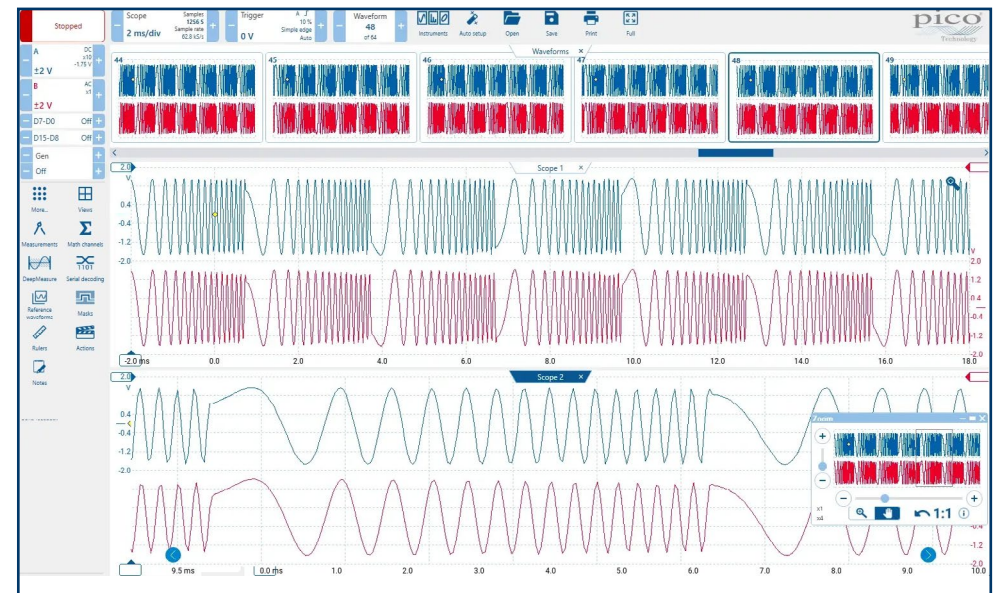 Stopped
Scope
2 ms/div
Samples
1256 S
Sample rate
62.8 kS/s
Trigger
0 V
A
10 %
Simple edge
Auto
Waveform
48
of 64
Instruments
Auto setup
Open
Save
Print
Full
pico
Technology
A
DC
x10
-1.75 V
±2 V
B
AC
x1
±2 V
D7-D0 Off
D15-D8 Off
Gen
Off
More...
Views
Measurements
Math channels
DeepMeasure
Serial decoding
Reference waveforms
Masks
Rulers
Actions
Notes
Waveforms ×
44
45
46
47
48
49
Scope 1 ×
2.0
V
0.4
-0.4
-1.2
-2.0
V
2.0
1.2
0.4
-0.4
-1.2
-2.0
-2.0 ms 0.0 2.0 4.0 6.0 8.0 10.0 12.0 14.0 16.0 18.0
Scope 2 ×
2.0
V
0.4
-0.4
-1.2
-2.0
Zoom
x1
x4
1:1
-0.4
-1.2
-2.0
9.5 ms 0.0 ms 1.0 2.0 3.0 4.0 5.0 6.0 7.0 8.0 9.0 10.0